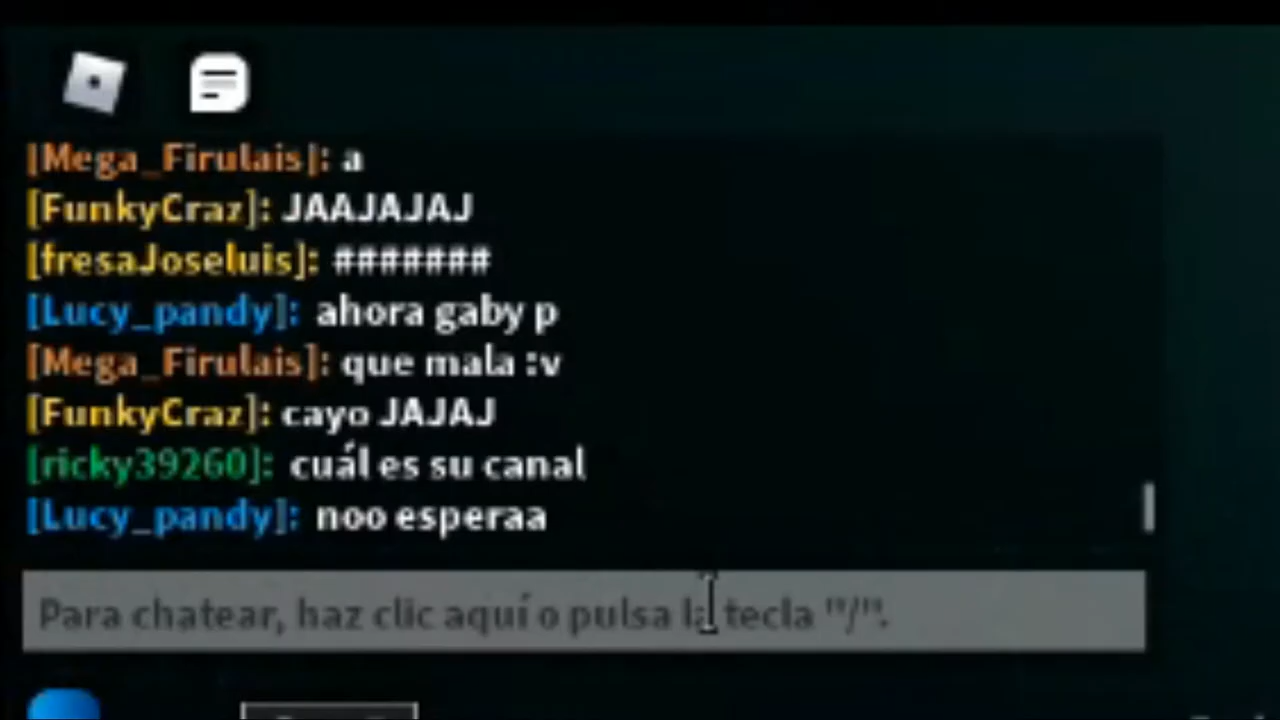 [Mega_Firulais]: a
[FunkyCraz]: JAAJAJAJ
[fresaJoseluis]: #######
[Lucy_pandy]: ahora gaby p
[Mega_Firulais]: que mala :v
[FunkyCraz]: cayo JAJAJ
[ricky39260]: cuál es su canal
[Lucy_pandy]: noo esperaa
Para chatear, haz clic aquí o pulsa la tecla "/".